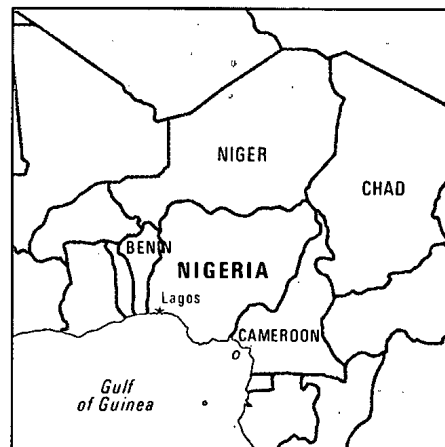 NIGER
CHAD
BENIN
NIGERIA
Lagos
CAMEROON
Gulf
of Guinea